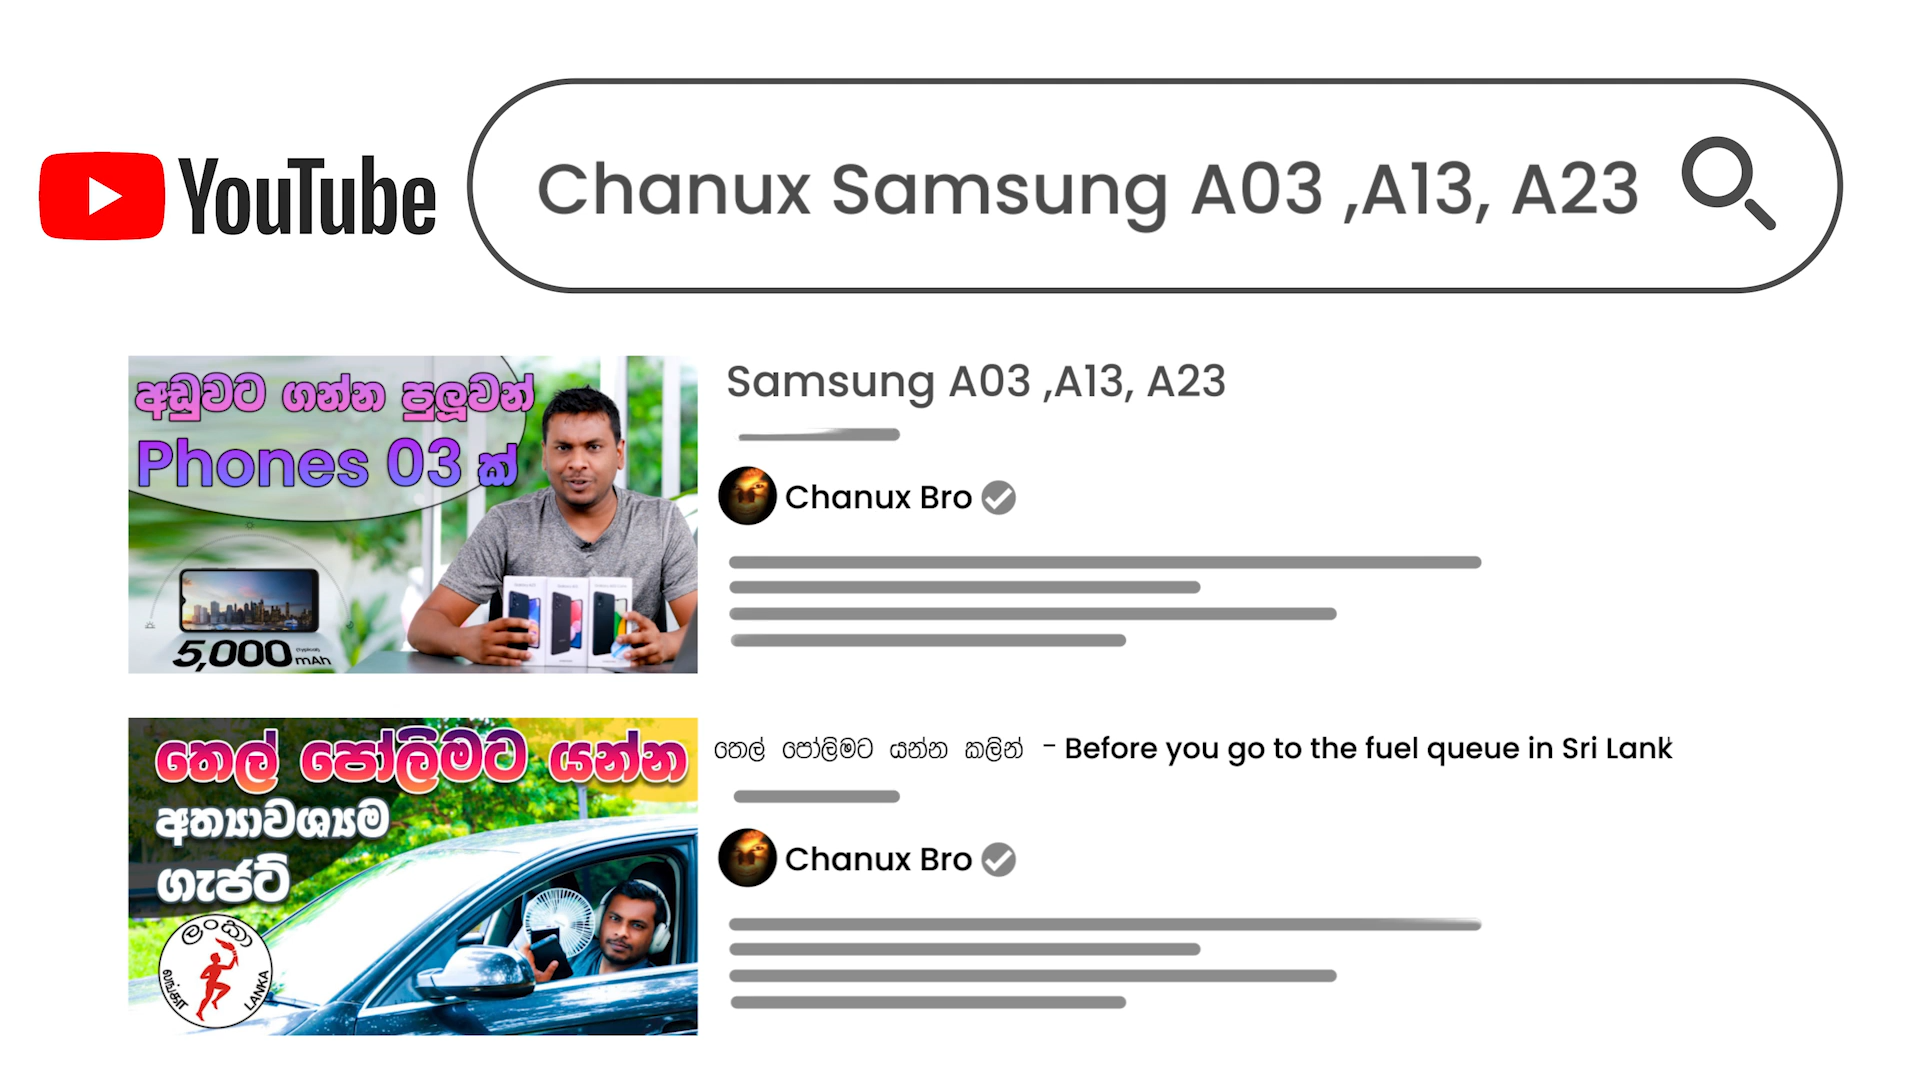 YouTube
Chanux Samsung A03 ,A13, A23
අඩුවට ගන්න පුලුවන්
Phones 03 ක්
5,000 (typical) mAh
Samsung A03 ,A13, A23
Chanux Bro
තෙල් පෝලිමට යන්න
අත්‍යාවශ්‍යම
ගැජට්
ලංකා
லங்கா
LANKA
තෙල් පෝලිමට යන්න කලින් - Before you go to the fuel queue in Sri Lank
Chanux Bro